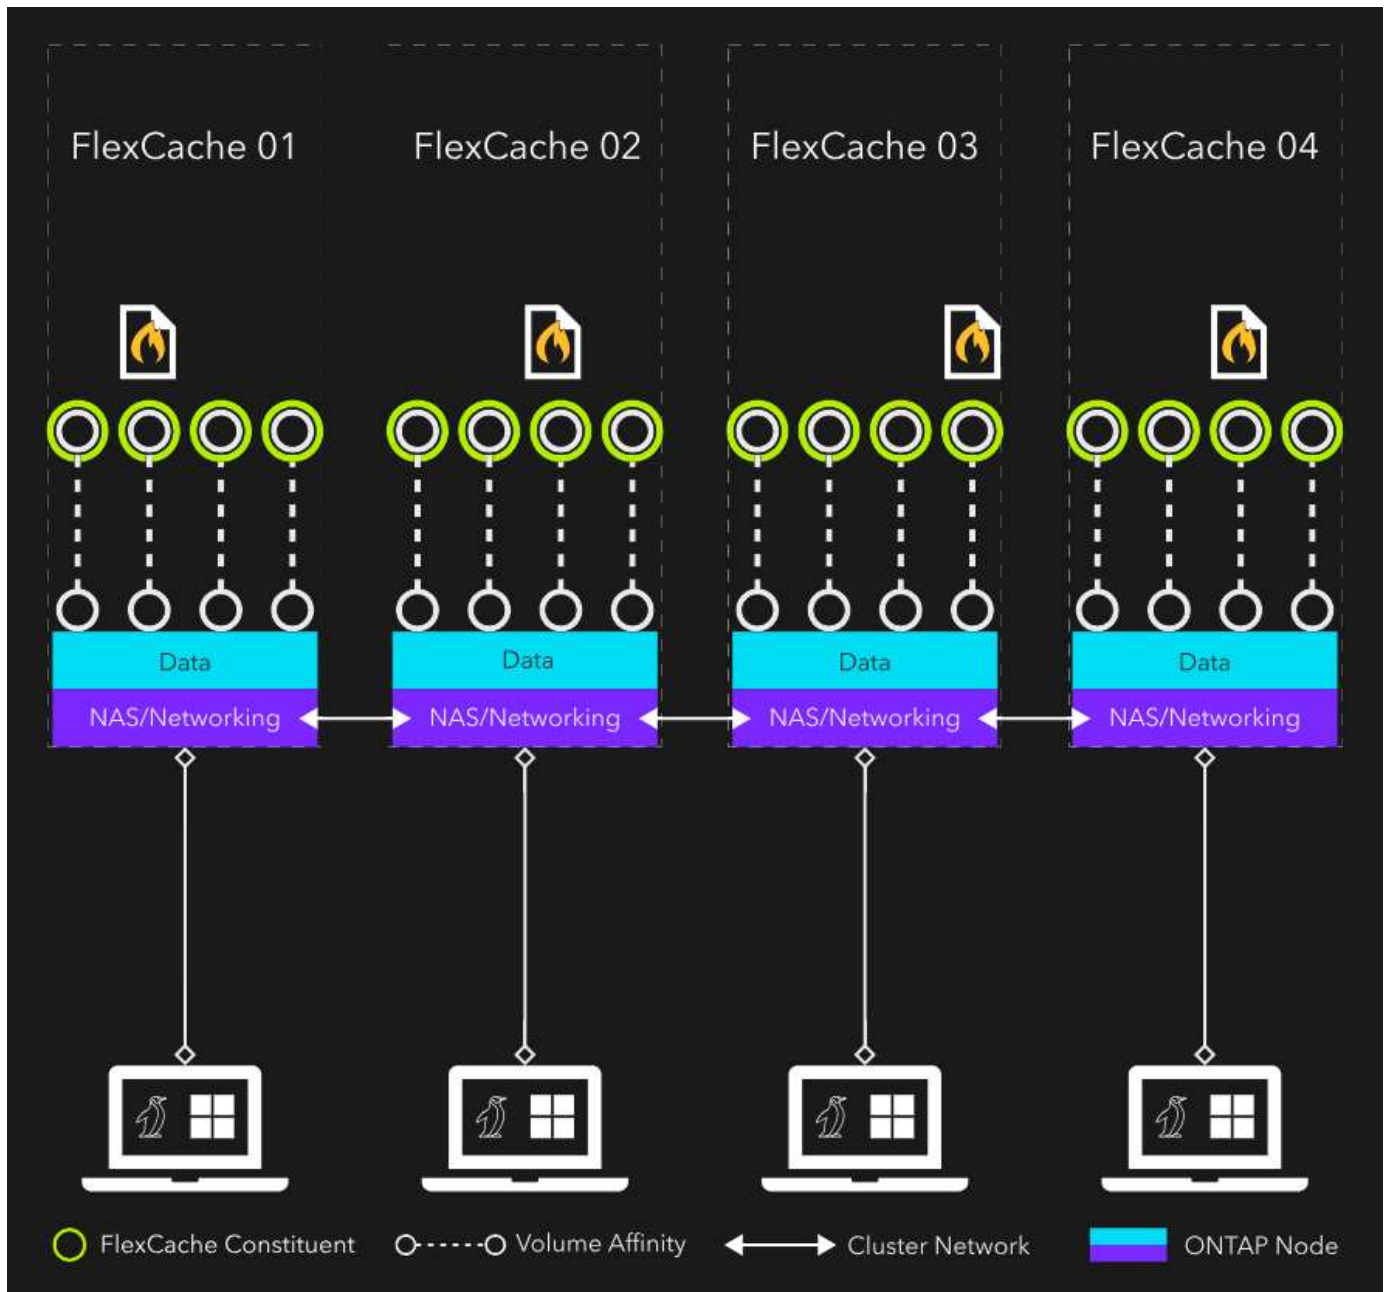 FlexCache 01
FlexCache 02
FlexCache 03
FlexCache 04
Data
Data
Data
Data
NAS/Networking
NAS/Networking
NAS/Networking
NAS/Networking
FlexCache Constituent
Volume Affinity
Cluster Network
ONTAP Node